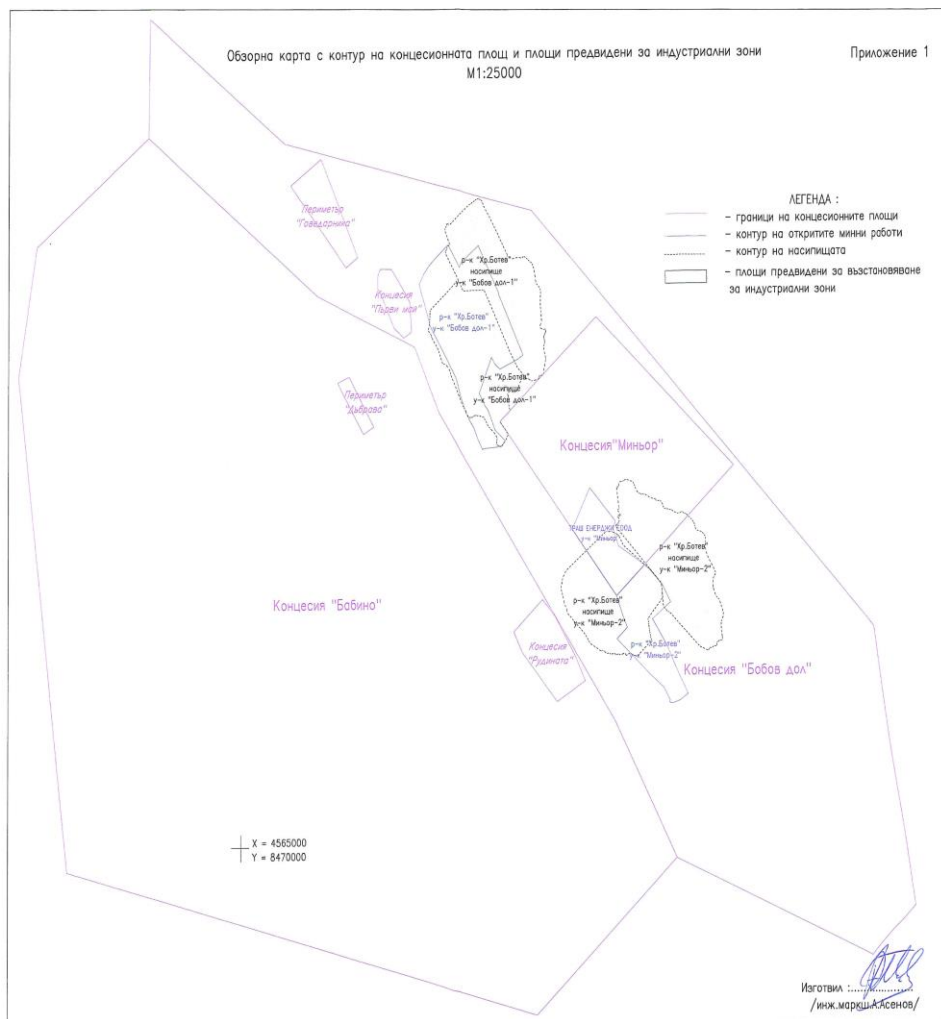 Обзорна карта с контур на концесионната площ и площи предвидени за индустриални зони
М1:25000
Приложение 1
ЛЕГЕНДА :
– граници на концесионните площи
– контур на откритите минни работи
– контур на насипищата
– площи предвидени за възстановяване
за индустриални зони
Периметър
"Говедарника"
Концесия
"Първи май"
Периметър
"Дъбрава"
р-к "Хр.Ботев"
насипище
у-к "Бобов дол-1"
р-к "Хр.Ботев"
у-к "Бобов дол-1"
р-к "Хр.Ботев"
насипище
у-к "Бобов дол-1"
Концесия"Миньор"
ЕНЕРДЖИ ЕООД
у-к "Миньор"
р-к "Хр.Ботев"
насипище
у-к "Миньор-2"
р-к "Хр.Ботев"
насипище
у-к "Миньор-2"
р-к "Хр.Ботев"
у-к "Миньор-2"
Концесия "Бабино"
Концесия
"Рудината"
Концесия "Бобов дол"
X = 4565000
Y = 8470000
Изготвил :..................
/инж.маркш.А.Асенов/